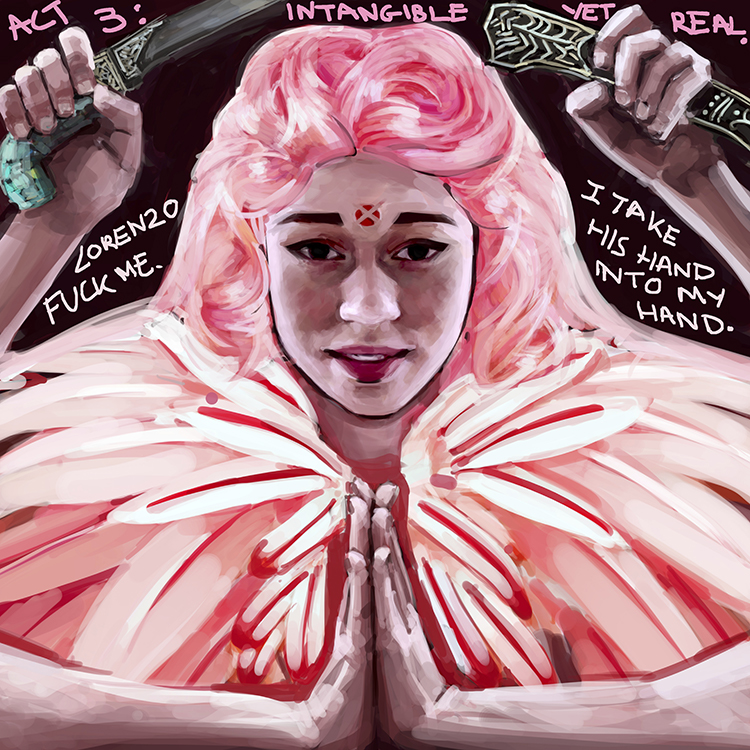 ACT 3: INTANGIBLE YET REAL.
LORENZO
FUCK ME.
I TAKE
HIS HAND
INTO MY
HAND.